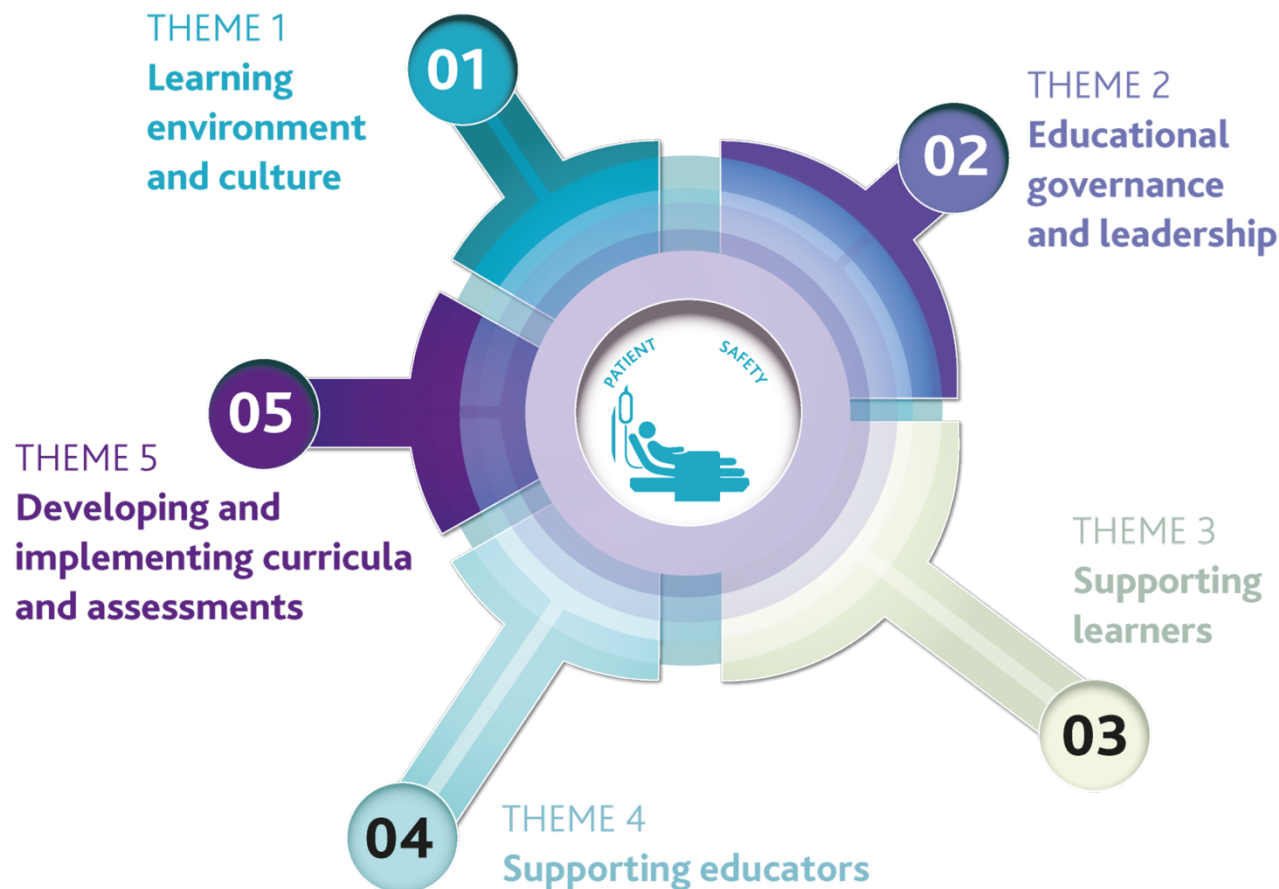 THEME 1
Learning
environment
and culture
01
THEME 2
Educational
governance
and leadership
02
PATIENT SAFETY
THEME 3
Supporting
learners
03
THEME 4
Supporting educators
04
THEME 5
Developing and
implementing curricula
and assessments
05